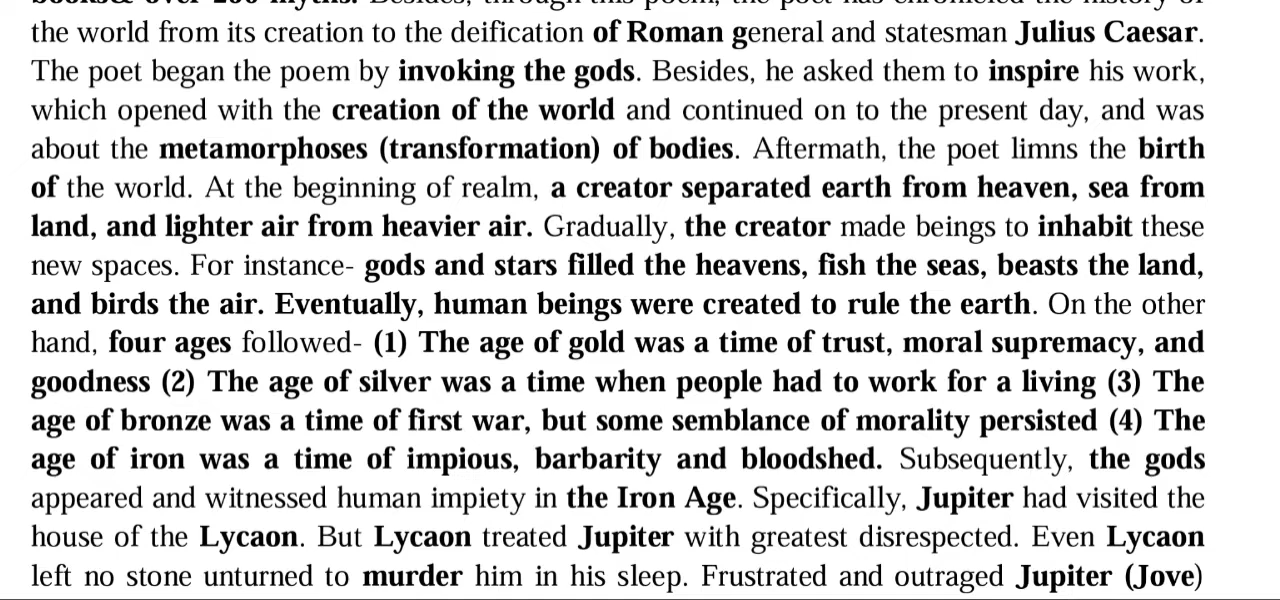 the world from its creation to the deification of Roman general and statesman Julius Caesar.
The poet began the poem by invoking the gods. Besides, he asked them to inspire his work,
which opened with the creation of the world and continued on to the present day, and was
about the metamorphoses (transformation) of bodies. Aftermath, the poet limns the birth
of the world. At the beginning of realm, a creator separated earth from heaven, sea from
land, and lighter air from heavier air. Gradually, the creator made beings to inhabit these
new spaces. For instance- gods and stars filled the heavens, fish the seas, beasts the land,
and birds the air. Eventually, human beings were created to rule the earth. On the other
hand, four ages followed- (1) The age of gold was a time of trust, moral supremacy, and
goodness (2) The age of silver was a time when people had to work for a living (3) The
age of bronze was a time of first war, but some semblance of morality persisted (4) The
age of iron was a time of impious, barbarity and bloodshed. Subsequently, the gods
appeared and witnessed human impiety in the Iron Age. Specifically, Jupiter had visited the
house of the Lycaon. But Lycaon treated Jupiter with greatest disrespected. Even Lycaon
left no stone unturned to murder him in his sleep. Frustrated and outraged Jupiter (Jove)